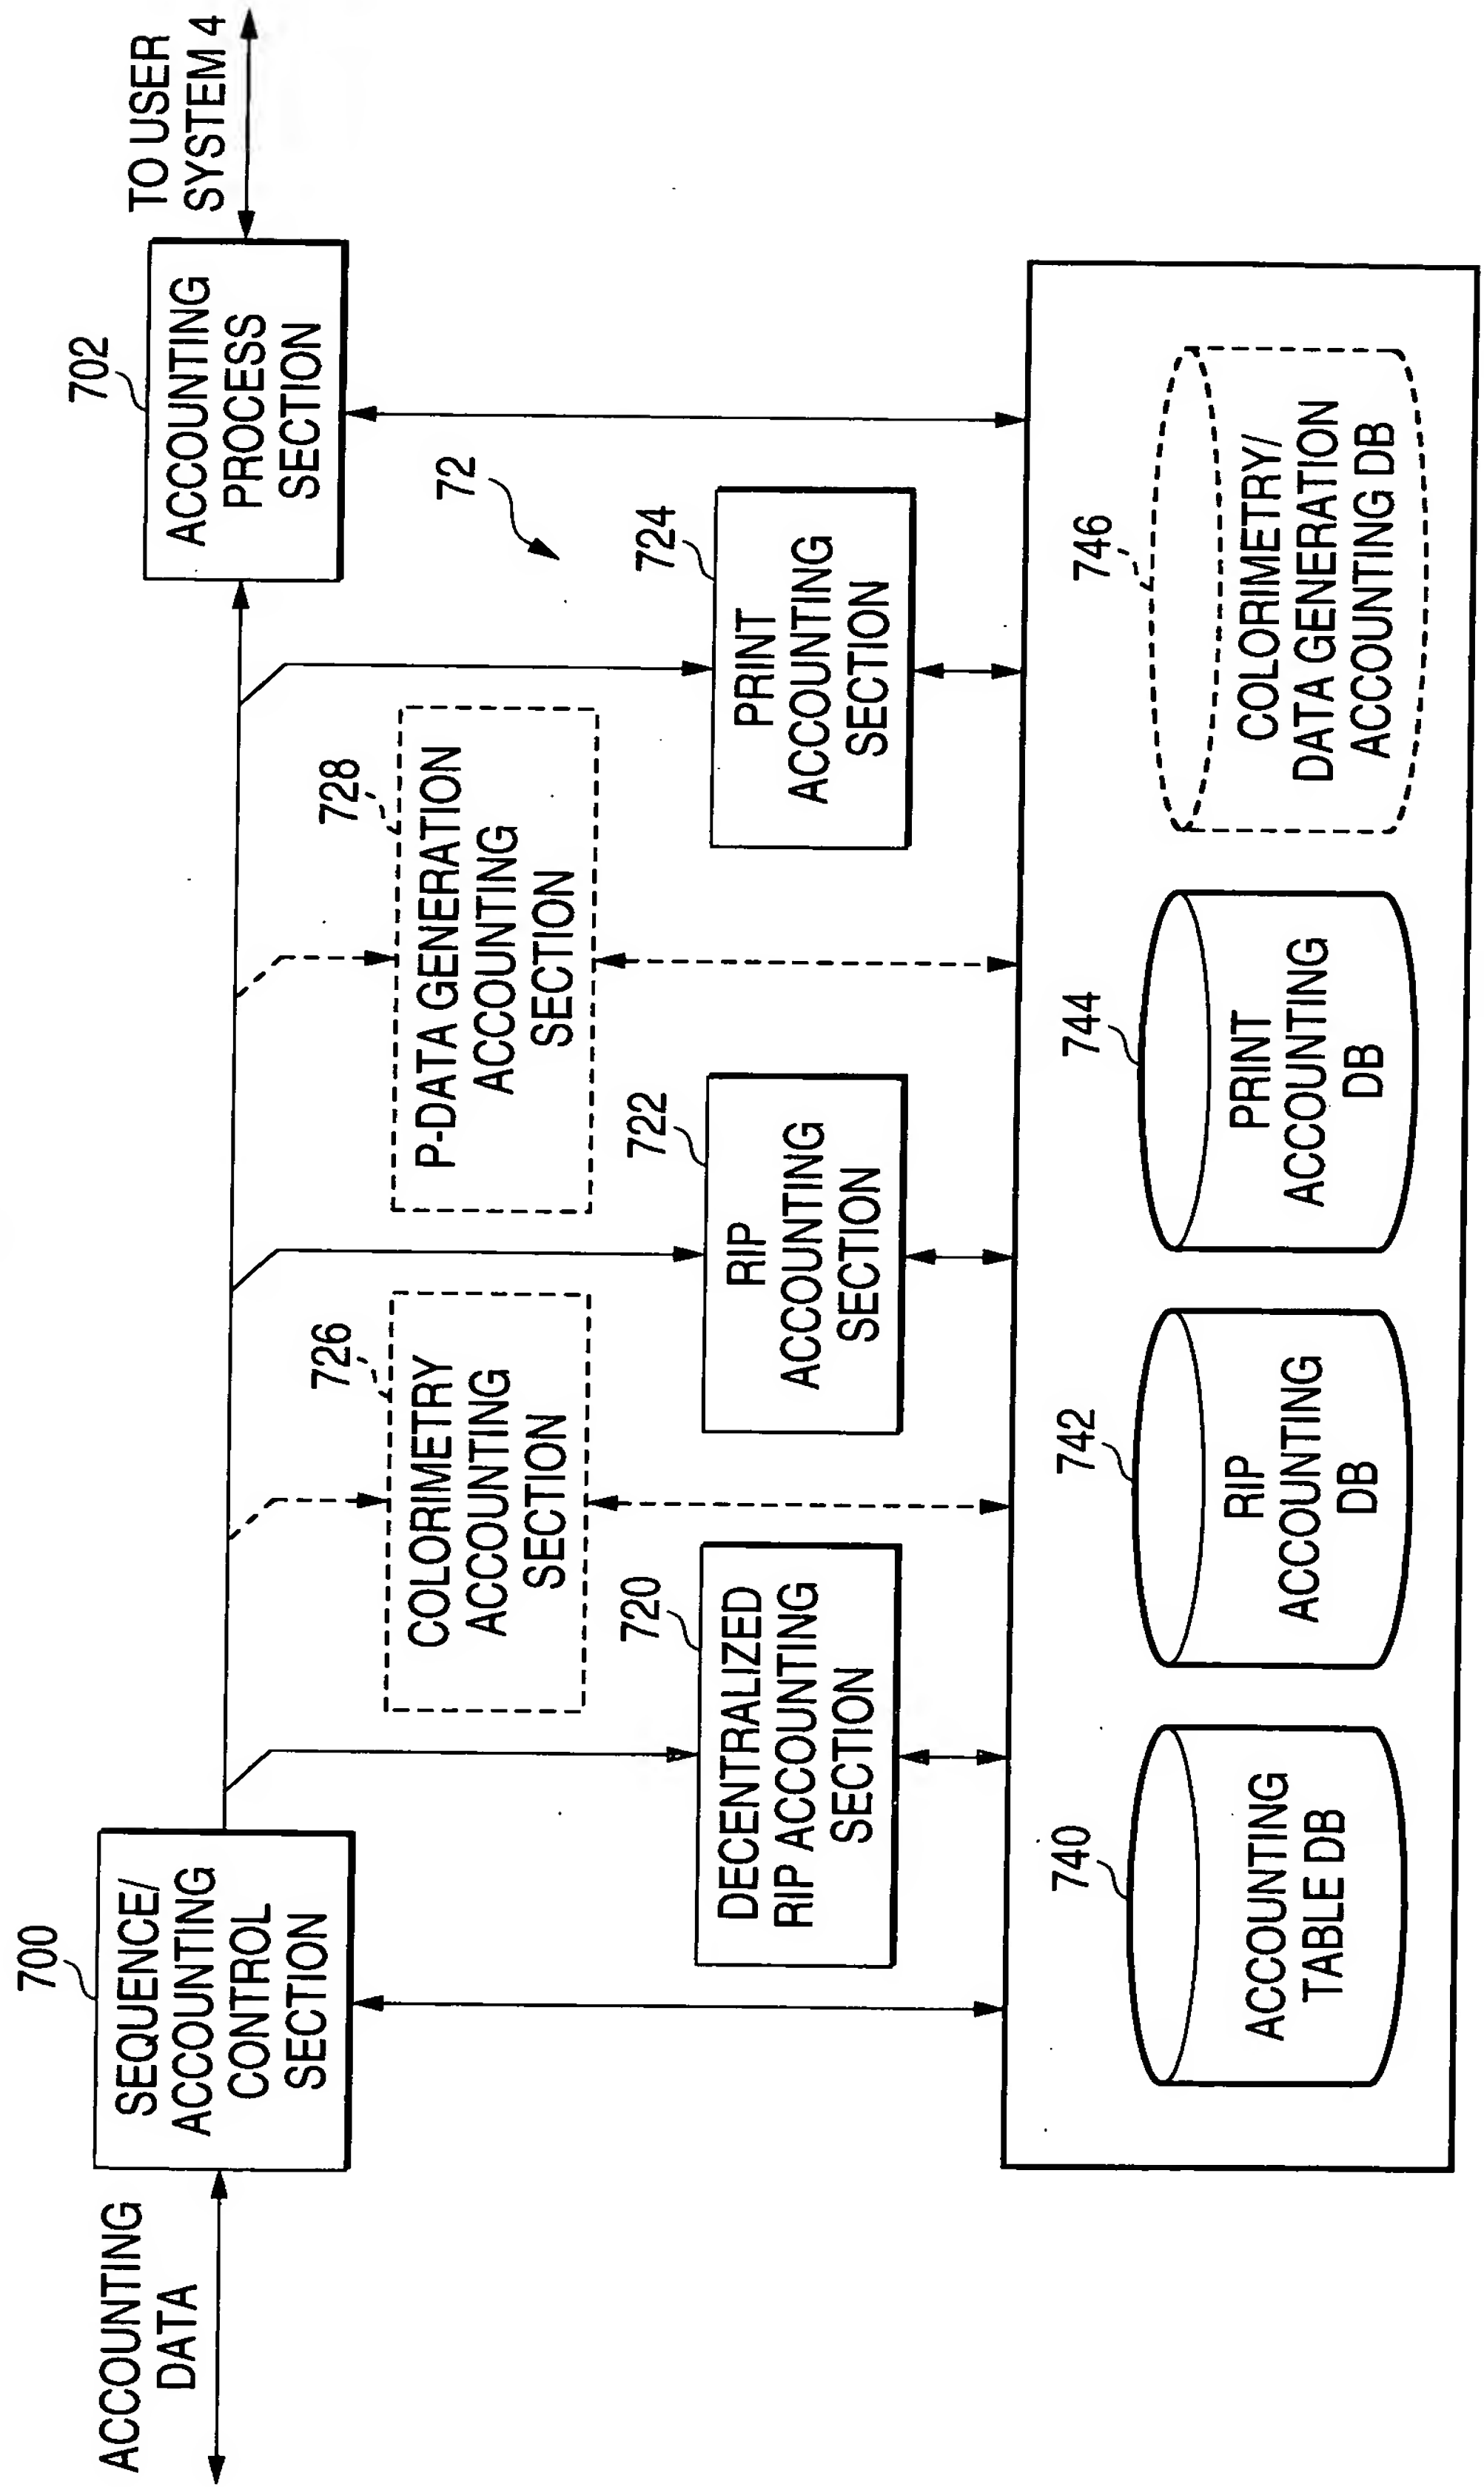 ACCOUNTING
DATA
700
SEQUENCE/
ACCOUNTING
CONTROL
SECTION
702
ACCOUNTING
PROCESS
SECTION
TO USER
SYSTEM 4
72
726
COLORIMETRY
ACCOUNTING
SECTION
728
P-DATA GENERATION
ACCOUNTING
SECTION
720
DECENTRALIZED
RIP ACCOUNTING
SECTION
722
RIP
ACCOUNTING
SECTION
724
PRINT
ACCOUNTING
SECTION
740
ACCOUNTING
TABLE DB
742
RIP
ACCOUNTING
DB
744
PRINT
ACCOUNTING
DB
746
COLORIMETRY/
DATA GENERATION
ACCOUNTING DB